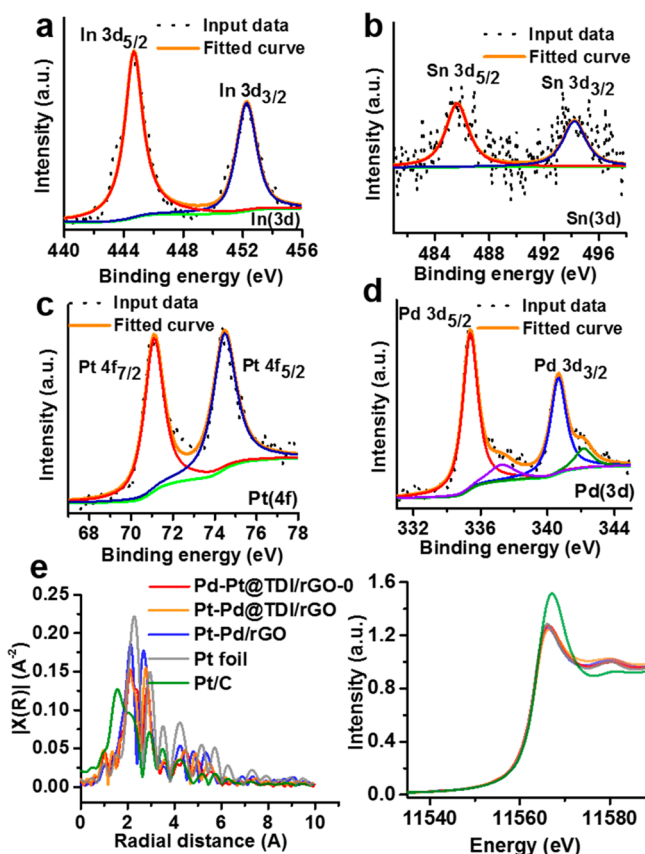 a
In 3d5/2
Input data
Fitted curve
In 3d3/2
Intensity (a.u.)
In(3d)
440 444 448 452 456
Binding energy (eV)
b
Input data
Fitted curve
Sn 3d5/2
Sn 3d3/2
Intensity (a.u.)
Sn(3d)
484 488 492 496
Binding energy (eV)
c
Input data
Fitted curve
Pt 4f7/2
Pt 4f5/2
Intensity (a.u.)
Pt(4f)
68 70 72 74 76 78
Binding energy (eV)
d
Input data
Fitted curve
Pd 3d5/2
Pd 3d3/2
Intensity (a.u.)
Pd(3d)
332 336 340 344
Binding energy (eV)
e
Pd-Pt@TDI/rGO-0
Pt-Pd@TDI/rGO
Pt-Pd/rGO
Pt foil
Pt/C
|X(R)| (A-2)
0.25
0.20
0.15
0.10
0.05
0.00
0 2 4 6 8 10
Radial distance (A)
Intensity (a.u.)
1.6
1.2
0.8
0.4
0.0
11540 11560 11580
Energy (eV)